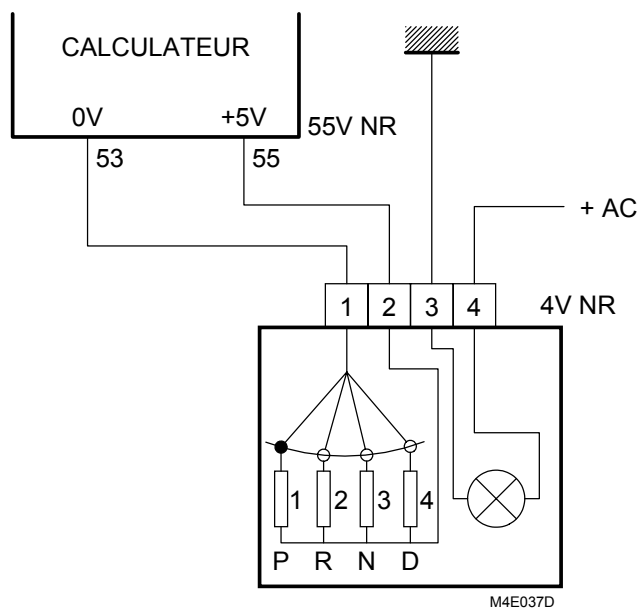 CALCULATEUR
0V +5V
55V NR
53 55
+ AC
1 2 3 4
4V NR
1 2 3 4
P R N D
M4E037D